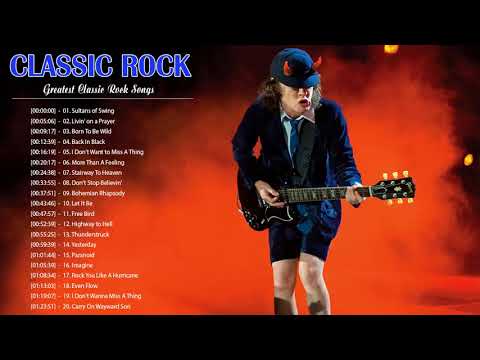 CLASSIC ROCK
Greatest Classic Rock Songs
[00:00:00] - 01. Sultans of Swing
[00:05:06] - 02. Livin' on a Prayer
[00:09:17] - 03. Born To Be Wild
[00:12:39] - 04. Back In Black
[00:16:19] - 05. I Don't Want to Miss A Thing
[00:20:17] - 06. More Than A Feeling
[00:24:38] - 07. Stairway To Heaven
[00:33:55] - 08. Don't Stop Believin'
[00:37:51] - 09. Bohemian Rhapsody
[00:43:46] - 10. Let It Be
[00:47:57] - 11. Free Bird
[00:52:39] - 12. Highway to Hell
[00:55:25] - 13. Thunderstruck
[00:59:39] - 14. Yesterday
[01:01:44] - 15. Paranoid
[01:05:39] - 16. Imagine
[01:08:34] - 17. Rock You Like A Hurricane
[01:13:03] - 18. Even Flow
[01:19:07] - 19. I Don't Wanna Miss A Thing
[01:23:51] - 20. Carry On Wayward Son